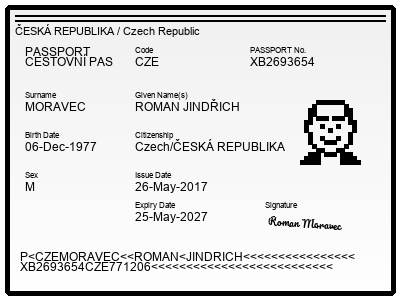 ČESKÁ REPUBLIKA / Czech Republic
PASSPORT
CESTOVNÍ PAS
Code
CZE
PASSPORT No.
XB2693654
Surname
MORAVEC
Given Name(s)
ROMAN JINDŘICH
Birth Date
06-Dec-1977
Citizenship
Czech/ČESKÁ REPUBLIKA
Sex
M
Issue Date
26-May-2017
Expiry Date
25-May-2027
Signature
Roman Moravec
P<CZEMORAVEC<<ROMAN<JINDRICH<<<<<<<<<<<<<<<<
XB2693654CZE771206<<<<<<<<<<<<<<<<<<<<<<<<<<